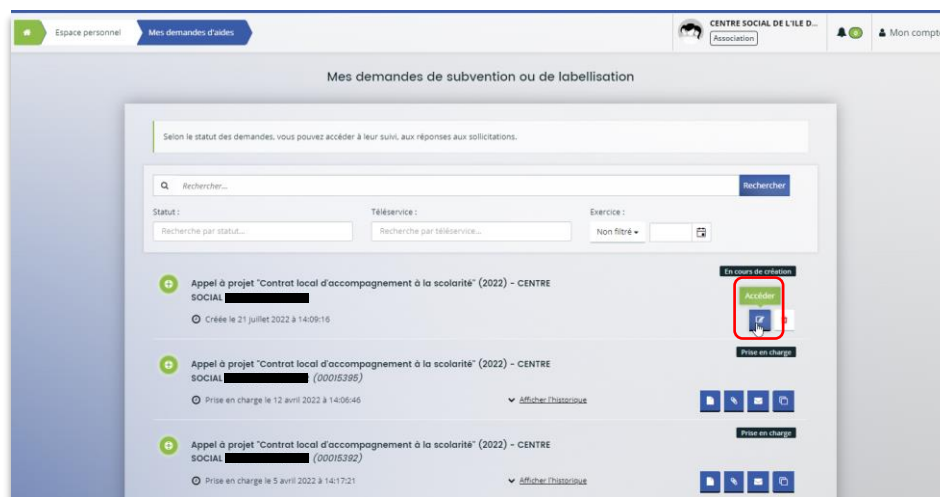 Espace personnel
Mes demandes d'aides
CENTRE SOCIAL DE L'ILE D...
Association
0
Mon compte
Mes demandes de subvention ou de labellisation
Selon le statut des demandes, vous pouvez accéder à leur suivi, aux réponses aux sollicitations.
Rechercher...
Rechercher
Statut :
Téléservice :
Exercice :
Recherche par statut...
Recherche par téléservice...
Non filtré
En cours de création
Appel à projet "Contrat local d'accompagnement à la scolarité" (2022) - CENTRE
SOCIAL
Accéder
Créée le 21 juillet 2022 à 14:09:16
Prise en charge
Appel à projet "Contrat local d'accompagnement à la scolarité" (2022) - CENTRE
SOCIAL (00015395)
Prise en charge le 12 avril 2022 à 14:06:46
Afficher l'historique
Prise en charge
Appel à projet "Contrat local d'accompagnement à la scolarité" (2022) - CENTRE
SOCIAL (00015392)
Prise en charge le 5 avril 2022 à 14:17:21
Afficher l'historique